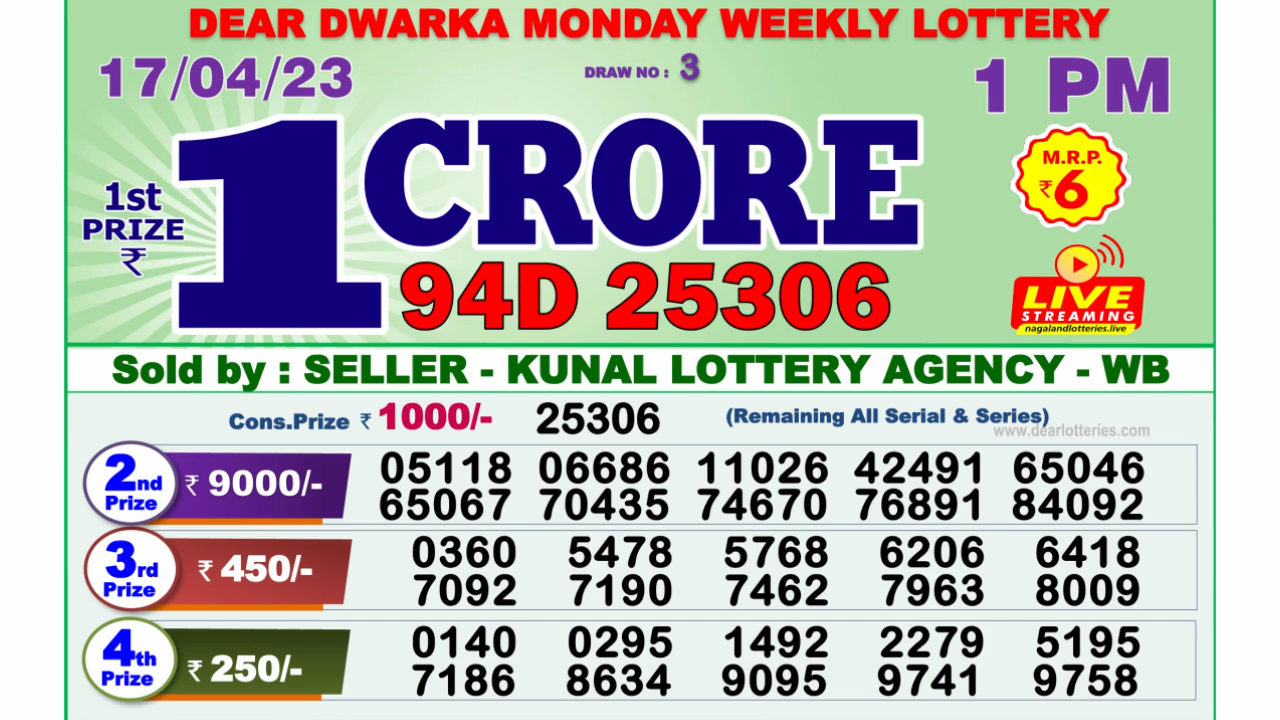 DEAR DWARKA MONDAY WEEKLY LOTTERY
17/04/23
DRAW NO : 3
1 PM
1st
PRIZE
₹
1 CRORE
94D 25306
M.R.P.
₹6
LIVE
STREAMING
nagalandlotteries.live
Sold by : SELLER - KUNAL LOTTERY AGENCY - WB
Cons.Prize ₹ 1000/- 25306 (Remaining All Serial & Series)
www.dearlotteries.com
2nd Prize ₹ 9000/-
05118 06686 11026 42491 65046
65067 70435 74670 76891 84092
3rd Prize ₹ 450/-
0360 5478 5768 6206 6418
7092 7190 7462 7963 8009
4th Prize ₹ 250/-
0140 0295 1492 2279 5195
7186 8634 9095 9741 9758